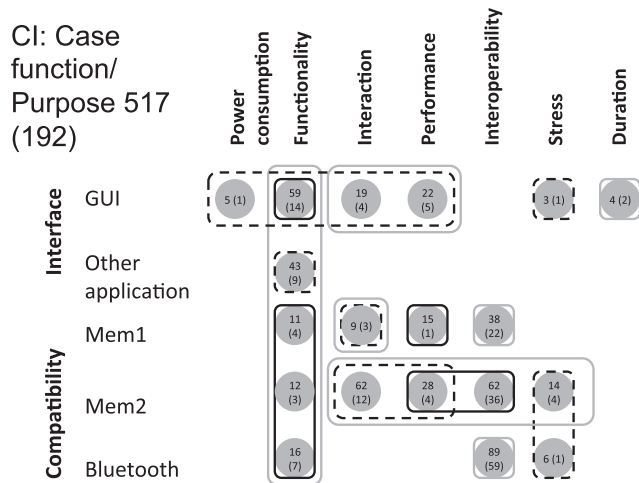 CI: Case
function/
Purpose 517
(192)
Power
consumption
Functionality
Interaction
Performance
Interoperability
Stress
Duration
Interface
GUI
5 (1)
59
(14)
19
(4)
22
(5)
3 (1)
4 (2)
Other
application
43
(9)
Compatibility
Mem1
11
(4)
9 (3)
15
(1)
38
(22)
Mem2
12
(3)
62
(12)
28
(4)
62
(36)
14
(4)
Bluetooth
16
(7)
89
(59)
6 (1)